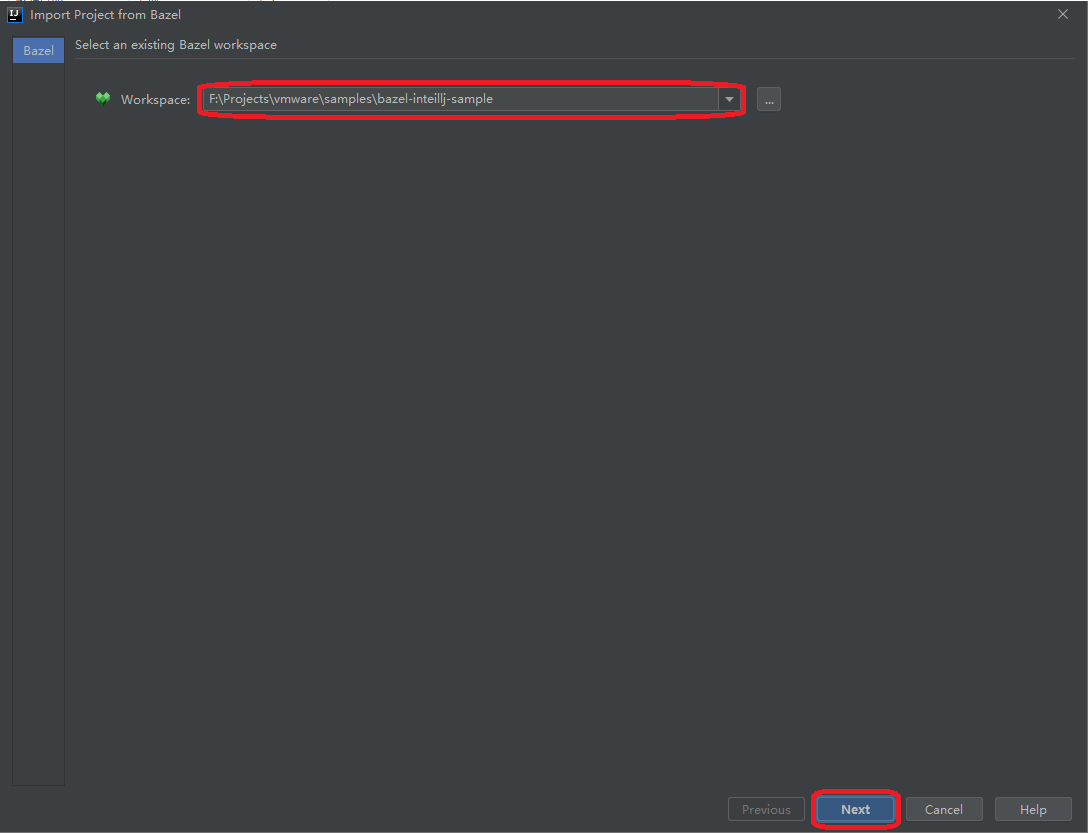 IJ Import Project from Bazel
Bazel
Select an existing Bazel workspace
Workspace: F:\Projects\vmware\samples\bazel-inteillj-sample ...
Previous Next Cancel Help